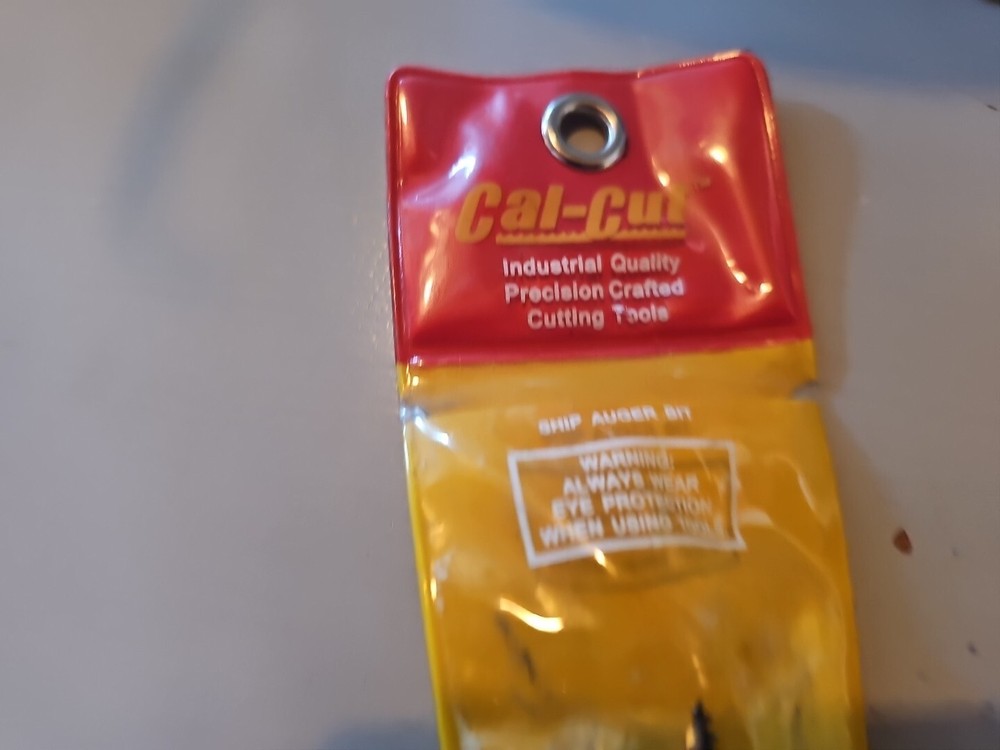 Cal-Cut
Industrial Quality
Precision Crafted
Cutting Tools
SHIP AUGER BIT
WARNING:
ALWAYS WEAR
EYE PROTECTION
WHEN USING TOOLS